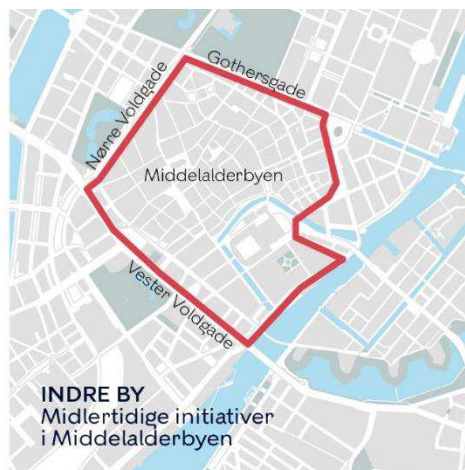 Gothersgade
Nørre Voldgade
Middelalderbyen
Vester Voldgade
INDRE BY
Midlertidige initiativer
i Middelalderbyen